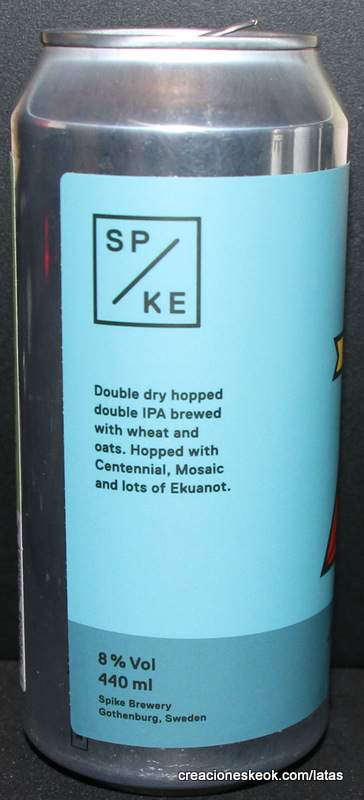 SP
KE
Double dry hopped
double IPA brewed
with wheat and
oats. Hopped with
Centennial, Mosaic
and lots of Ekuanot.
8 % Vol
440 ml
Spike Brewery
Gothenburg, Sweden
creacioneskeok.com/latas